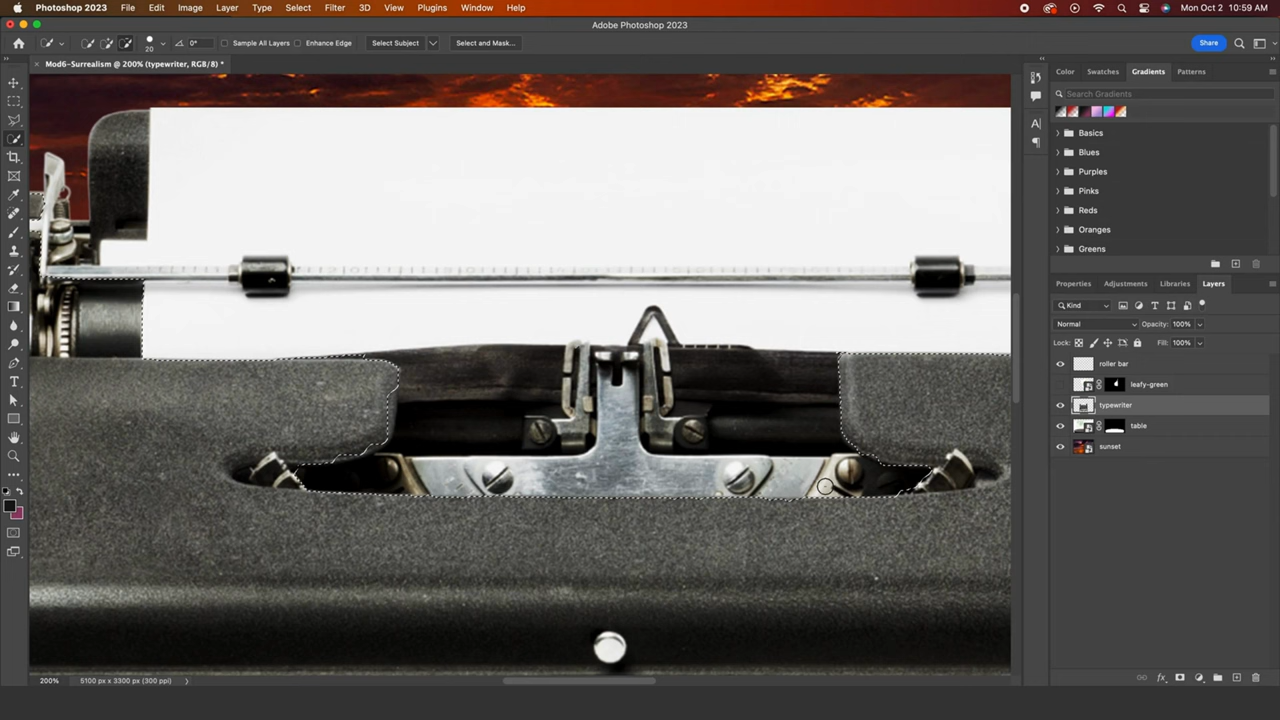 Photoshop 2023 File Edit Image Layer Type Select Filter 3D View Plugins Window Help Mon Oct 2 10:59 AM
Adobe Photoshop 2023
20 0° Sample All Layers Enhance Edge Select Subject Select and Mask... Share
× Mod6-Surrealism @ 200% (typewriter, RGB/8) *
Color Swatches Gradients Patterns
Search Gradients
Basics
Blues
Purples
Pinks
Reds
Oranges
Greens
Properties Adjustments Libraries Layers
Kind
Normal Opacity: 100%
Lock: Fill: 100%
roller bar
leafy-green
typewriter
table
sunset
200% 5100 px x 3300 px (300 ppi)